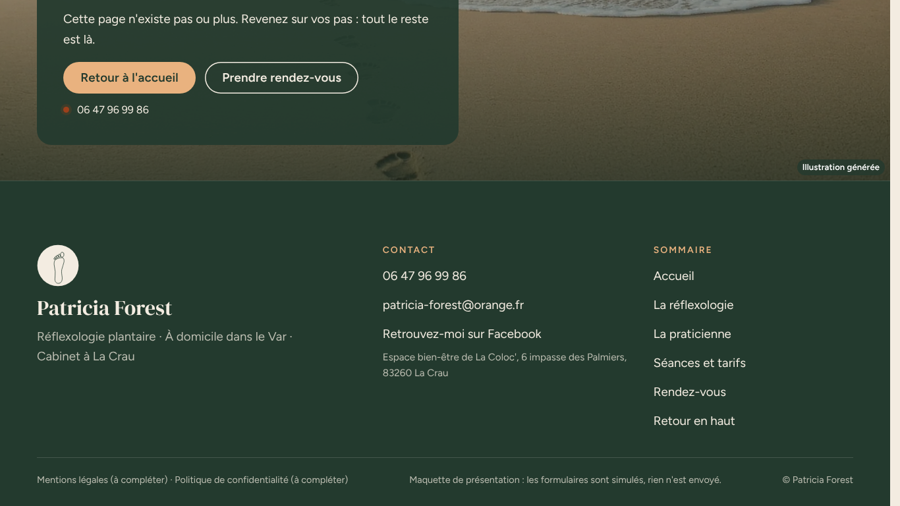 Cette page n'existe pas ou plus. Revenez sur vos pas : tout le reste
est là.
Retour à l'accueil
Prendre rendez-vous
06 47 96 99 86
Illustration générée
Patricia Forest
Réflexologie plantaire · À domicile dans le Var ·
Cabinet à La Crau
CONTACT
06 47 96 99 86
patricia-forest@orange.fr
Retrouvez-moi sur Facebook
Espace bien-être de La Coloc', 6 impasse des Palmiers,
83260 La Crau
SOMMAIRE
Accueil
La réflexologie
La praticienne
Séances et tarifs
Rendez-vous
Retour en haut
Mentions légales (à compléter) · Politique de confidentialité (à compléter)
Maquette de présentation : les formulaires sont simulés, rien n'est envoyé.
© Patricia Forest